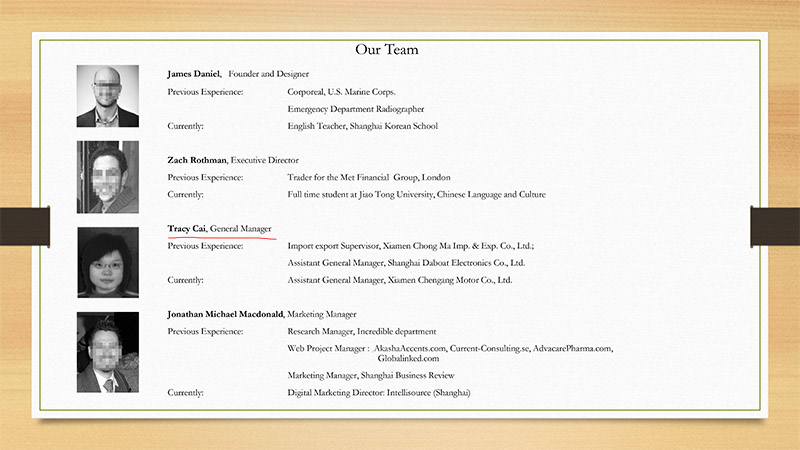 Our Team
James Daniel, Founder and Designer
Previous Experience: Corporeal, U.S. Marine Corps.
Emergency Department Radiographer
Currently: English Teacher, Shanghai Korean School
Zach Rothman, Executive Director
Previous Experience: Trader for the Met Financial Group, London
Currently: Full time student at Jiao Tong University, Chinese Language and Culture
Tracy Cai, General Manager
Previous Experience: Import export Supervisor, Xiamen Chong Ma Imp. & Exp. Co., Ltd.;
Assistant General Manager, Shanghai Daboat Electronics Co., Ltd.
Currently: Assistant General Manager, Xiamen Chengang Motor Co., Ltd.
Jonathan Michael Macdonald, Marketing Manager
Previous Experience: Research Manager, Incredible department
Web Project Manager : AkashaAccents.com, Current-Consulting.se, AdvacarePharma.com,
Globalinked.com
Marketing Manager, Shanghai Business Review
Currently: Digital Marketing Director: Intellisource (Shanghai)